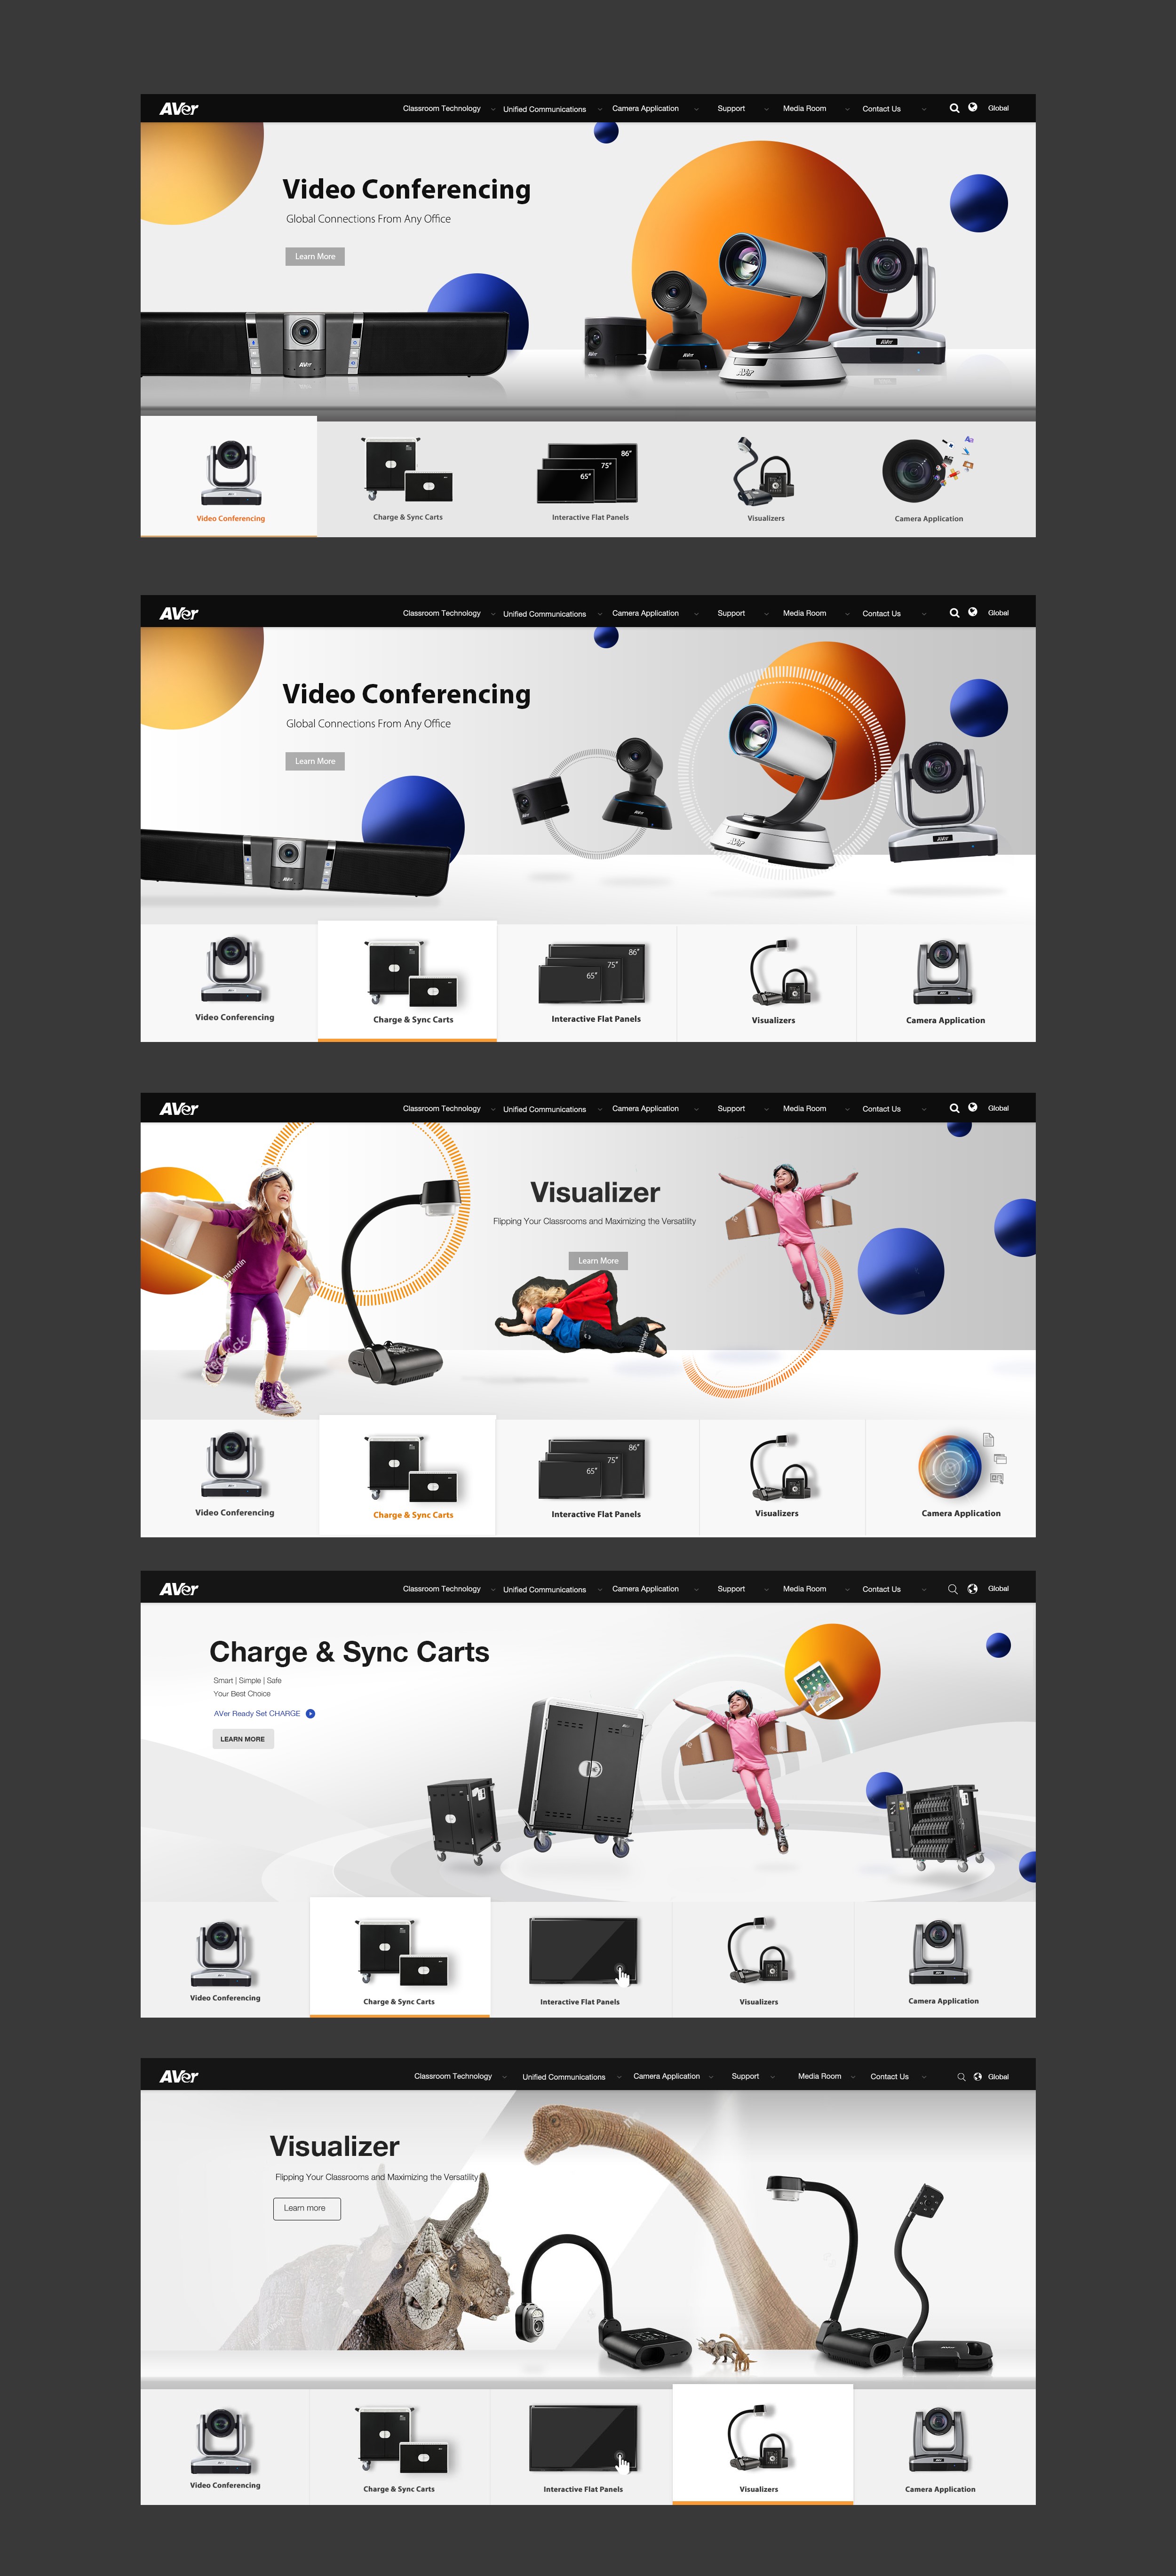 AVer
Classroom Technology
Unified Communications
Camera Application
Support
Media Room
Contact Us
Global
Video Conferencing
Global Connections From Any Office
Learn More
AVer
AVer
AVer
AVer
Video Conferencing
Charge & Sync Carts
65"
75"
86"
Interactive Flat Panels
Visualizers
Camera Application
AVer
Classroom Technology
Unified Communications
Camera Application
Support
Media Room
Contact Us
Global
Video Conferencing
Global Connections From Any Office
Learn More
AVer
AVer
AVer
AVer
AVer
Video Conferencing
Charge & Sync Carts
65"
75"
86"
Interactive Flat Panels
Visualizers
Camera Application
AVer
Classroom Technology
Unified Communications
Camera Application
Support
Media Room
Contact Us
Global
Visualizer
Flipping Your Classrooms and Maximizing the Versatility
Learn More
Video Conferencing
Charge & Sync Carts
65"
75"
86"
Interactive Flat Panels
Visualizers
Camera Application
AVer
Classroom Technology
Unified Communications
Camera Application
Support
Media Room
Contact Us
Global
Charge & Sync Carts
Smart | Simple | Safe
Your Best Choice
AVer Ready Set CHARGE
LEARN MORE
Video Conferencing
Charge & Sync Carts
Interactive Flat Panels
Visualizers
Camera Application
AVer
Classroom Technology
Unified Communications
Camera Application
Support
Media Room
Contact Us
Global
Visualizer
Flipping Your Classrooms and Maximizing the Versatility
Learn more
Video Conferencing
Charge & Sync Carts
Interactive Flat Panels
Visualizers
Camera Application